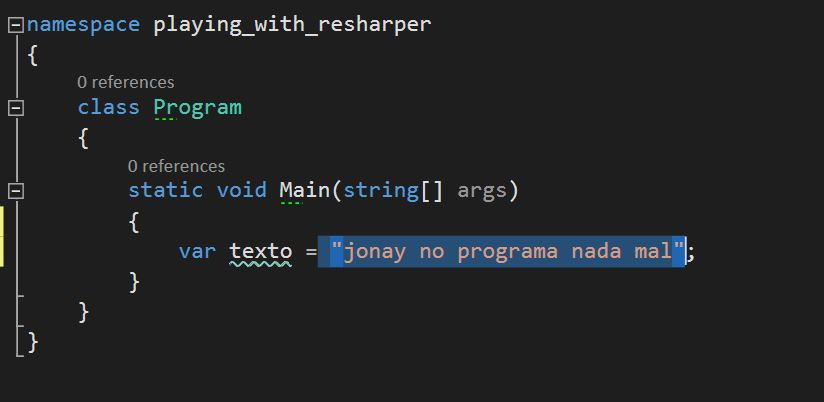 namespace playing_with_resharper
{
0 references
class Program
{
0 references
static void Main(string[] args)
{
var texto = "jonay no programa nada mal";
}
}
}